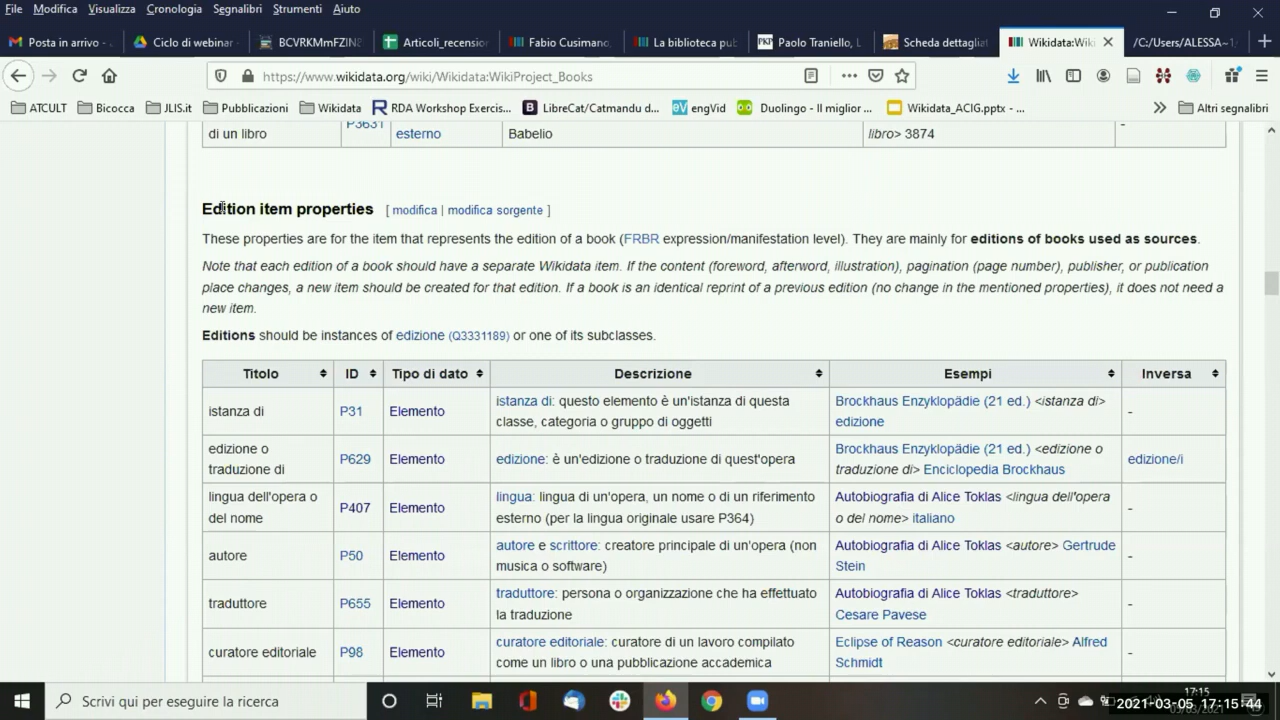 File Modifica Visualizza Cronologia Segnalibri Strumenti Aiuto
Posta in arrivo - Ciclo di webinar BCVRKMmFZIN Articoli_recensio Fabio Cusimano, La biblioteca pub Paolo Traniello, L Scheda dettagliat Wikidata:Wiki /C:/Users/ALESSA~1/
https://www.wikidata.org/wiki/Wikidata:WikiProject_Books
ATCULT Bicocca JLIS.it Pubblicazioni Wikidata RDA Workshop Exercis... LibreCat/Catmandu d... engVid Duolingo - Il miglior ... Wikidata_ACIG.pptx - ... Altri segnalibri
di un libro P3631 esterno Babelio libro> 3874 -
Edition item properties [ modifica | modifica sorgente ]
These properties are for the item that represents the edition of a book (FRBR expression/manifestation level). They are mainly for editions of books used as sources.
Note that each edition of a book should have a separate Wikidata item. If the content (foreword, afterword, illustration), pagination (page number), publisher, or publication
place changes, a new item should be created for that edition. If a book is an identical reprint of a previous edition (no change in the mentioned properties), it does not need a
new item.
Editions should be instances of edizione (Q3331189) or one of its subclasses.
Titolo ID Tipo di dato Descrizione Esempi Inversa
istanza di P31 Elemento istanza di: questo elemento è un'istanza di questa
classe, categoria o gruppo di oggetti Brockhaus Enzyklopädie (21 ed.) <istanza di>
edizione -
edizione o
traduzione di P629 Elemento edizione: è un'edizione o traduzione di quest'opera Brockhaus Enzyklopädie (21 ed.) <edizione o
traduzione di> Enciclopedia Brockhaus edizione/i
lingua dell'opera o
del nome P407 Elemento lingua: lingua di un'opera, un nome o di un riferimento
esterno (per la lingua originale usare P364) Autobiografia di Alice Toklas <lingua dell'opera
o del nome> italiano -
autore P50 Elemento autore e scrittore: creatore principale di un'opera (non
musica o software) Autobiografia di Alice Toklas <autore> Gertrude
Stein -
traduttore P655 Elemento traduttore: persona o organizzazione che ha effettuato
la traduzione Autobiografia di Alice Toklas <traduttore>
Cesare Pavese -
curatore editoriale P98 Elemento curatore editoriale: curatore di un lavoro compilato
come un libro o una pubblicazione accademica Eclipse of Reason <curatore editoriale> Alfred
Schmidt -
Scrivi qui per eseguire la ricerca
17:15
2021-03-05 17:15:44